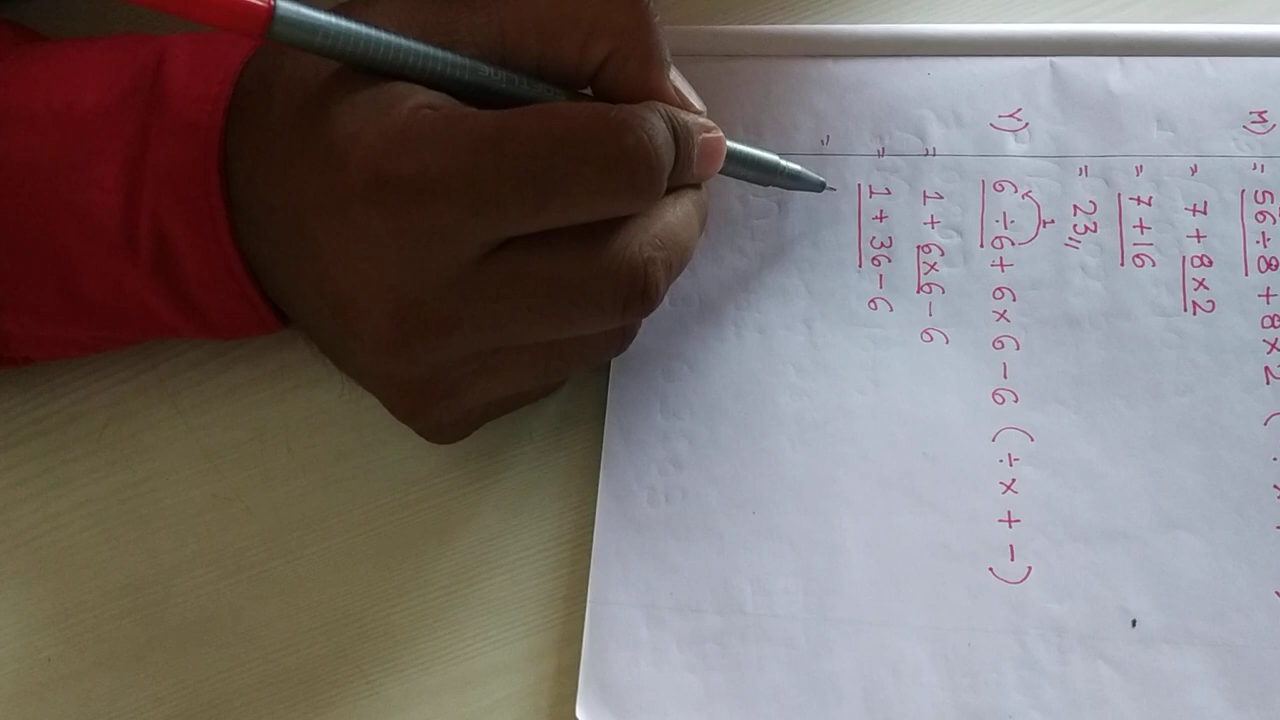 M) = 56 ÷ 8 + 8 × 2 (
= 7 + 8 × 2
= 7 + 16
= 23,,
Y) 6 ÷ 6 + 6 × 6 - 6 ( ÷ × + - )
1
= 1 + 6 × 6 - 6
= 1 + 36 - 6
=